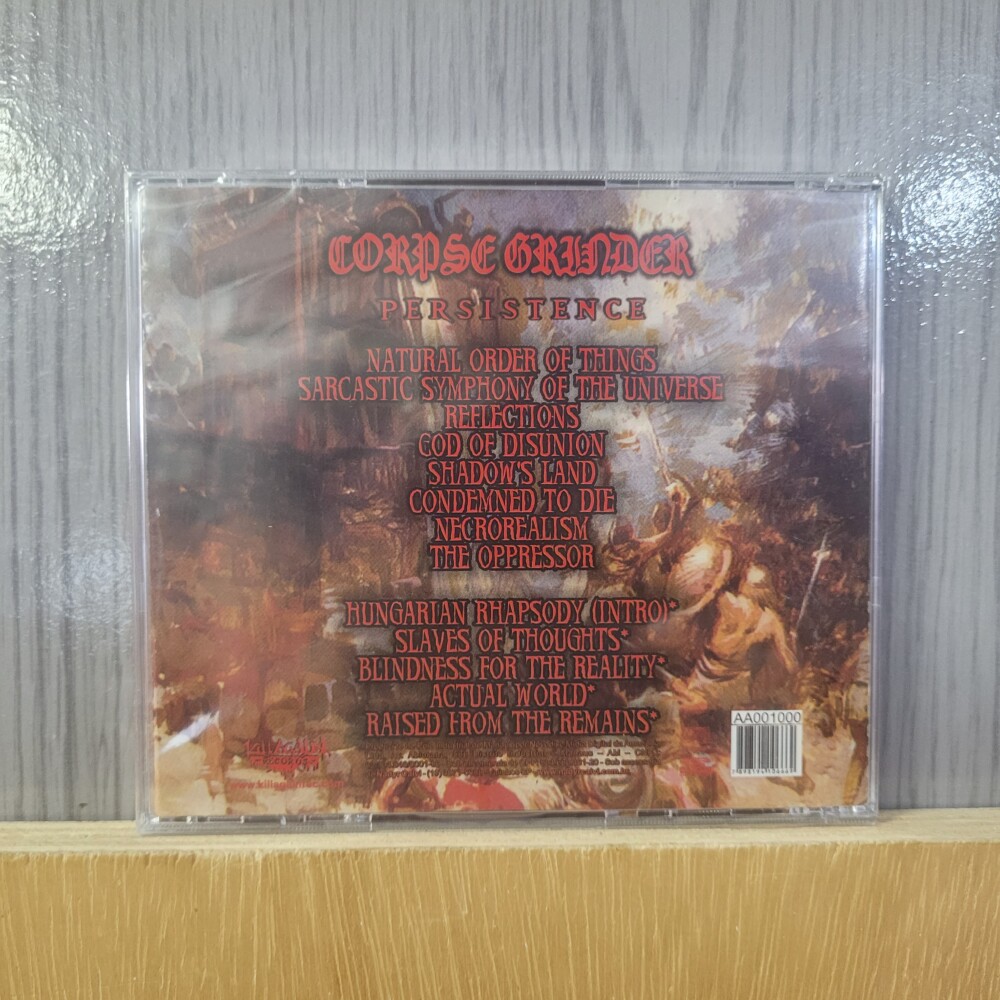 CORPSE GRINDER
PERSISTENCE
NATURAL ORDER OF THINGS
SARCASTIC SYMPHONY OF THE UNIVERSE
REFLECTIONS
GOD OF DISUNION
SHADOW'S LAND
CONDEMNED TO DIE
NECROREALISM
THE OPPRESSOR
HUNGARIAN RHAPSODY (INTRO)*
SLAVES OF THOUGHTS*
BLINDNESS FOR THE REALITY*
ACTUAL WORLD*
RAISED FROM THE REMAINS*
AA001000
RECORDS